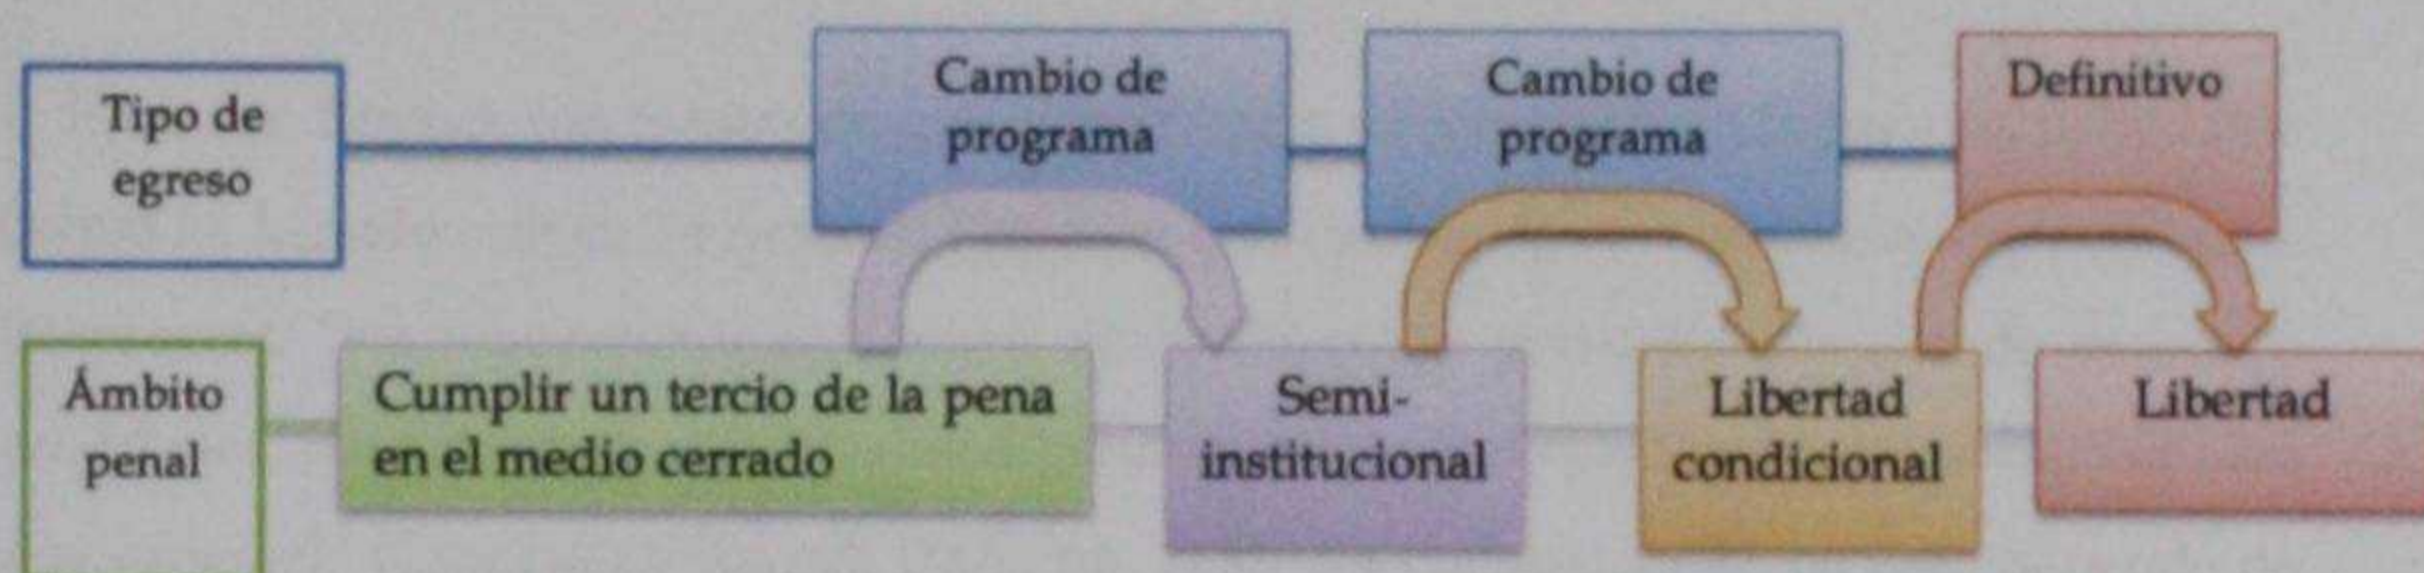 Tipo de
egreso
Cambio de
programa
Cambio de
programa
Definitivo
Ámbito
penal
Cumplir un tercio de la pena
en el medio cerrado
Semi-
institucional
Libertad
condicional
Libertad